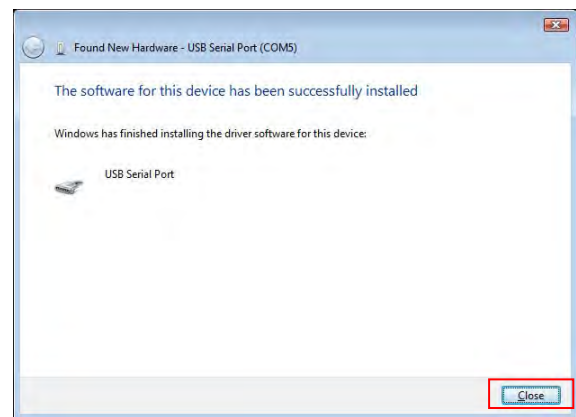 Found New Hardware - USB Serial Port (COM5)
The software for this device has been successfully installed
Windows has finished installing the driver software for this device:
USB Serial Port
Close